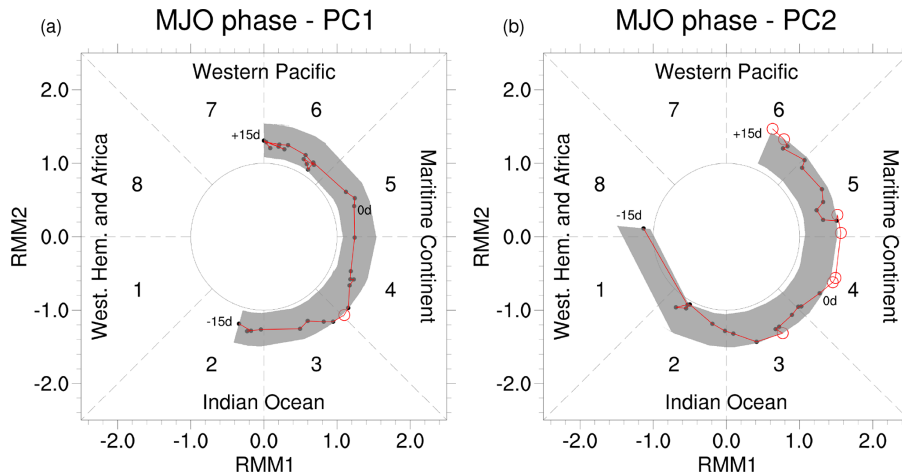 (a) MJO phase - PC1
Western Pacific
7 6
+15d
8 5
West. Hem. and Africa
Maritime Continent
0d
1 4
-15d
2 3
Indian Ocean
2.0
1.0
0.0
-1.0
-2.0
RMM2
-2.0 -1.0 0.0 1.0 2.0
RMM1
(b) MJO phase - PC2
Western Pacific
7 6
+15d
8 5
-15d
West. Hem. and Africa
Maritime Continent
1 4
0d
2 3
Indian Ocean
2.0
1.0
0.0
-1.0
-2.0
RMM2
-2.0 -1.0 0.0 1.0 2.0
RMM1